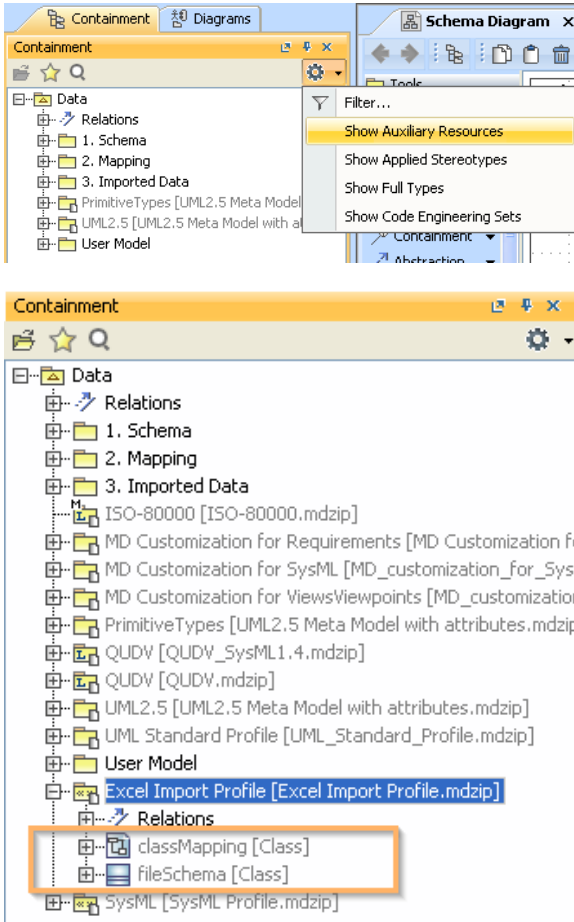 Containment
Diagrams
Schema Diagram
Containment
Tools
Filter...
Show Auxiliary Resources
Show Applied Stereotypes
Show Full Types
Show Code Engineering Sets
Containment
Abstraction
Data
Relations
1. Schema
2. Mapping
3. Imported Data
PrimitiveTypes [UML2.5 Meta Model
UML2.5 [UML2.5 Meta Model with
User Model
Containment
Data
Relations
1. Schema
2. Mapping
3. Imported Data
ISO-80000 [ISO-80000.mdzip]
MD Customization for Requirements [MD Customization
MD Customization for SysML [MD_customization_for_Sys
MD Customization for ViewsViewpoints [MD_customization
PrimitiveTypes [UML2.5 Meta Model with attributes.mdzip
QUDV [QUDV_SysML1.4.mdzip]
QUDV [QUDV.mdzip]
UML2.5 [UML2.5 Meta Model with attributes.mdzip]
UML Standard Profile [UML_Standard_Profile.mdzip]
User Model
Excel Import Profile [Excel Import Profile.mdzip]
Relations
classMapping [Class]
fileSchema [Class]
SysML [SysML Profile.mdzip]